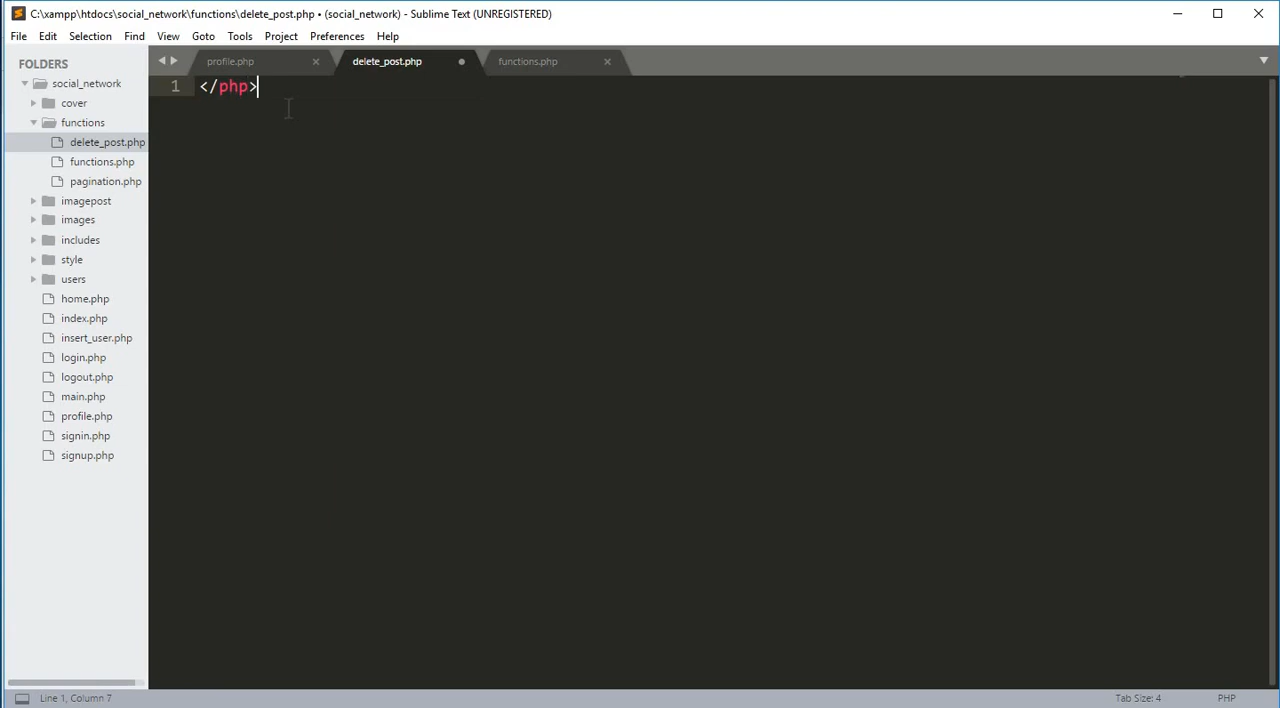 C:\xampp\htdocs\social_network\functions\delete_post.php • (social_network) - Sublime Text (UNREGISTERED)
File Edit Selection Find View Goto Tools Project Preferences Help
FOLDERS
social_network
cover
functions
delete_post.php
functions.php
pagination.php
imagepost
images
includes
style
users
home.php
index.php
insert_user.php
login.php
logout.php
main.php
profile.php
signin.php
signup.php
profile.php delete_post.php functions.php
1 </php>
Line 1, Column 7 Tab Size: 4 PHP